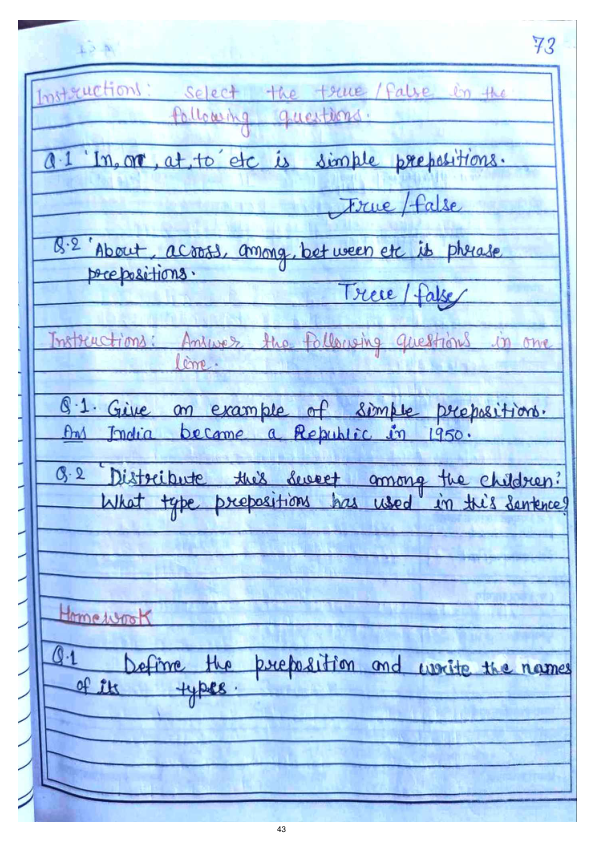 73
Instructions: Select the true/false in the
following questions.
Q.1 'In, on, at, to' etc is simple prepositions.
True/false
Q.2 'About, across, among, between etc is phrase
prepositions.
True/false
Instructions: Answer the following questions in one
line.
Q.1. Give an example of simple prepositions.
Ans India became a Republic in 1950.
Q.2 'Distribute this sweet among the children'.
What type prepositions has used in this sentence?
Homework
Q.1 Define the preposition and write the names
of its types.
43